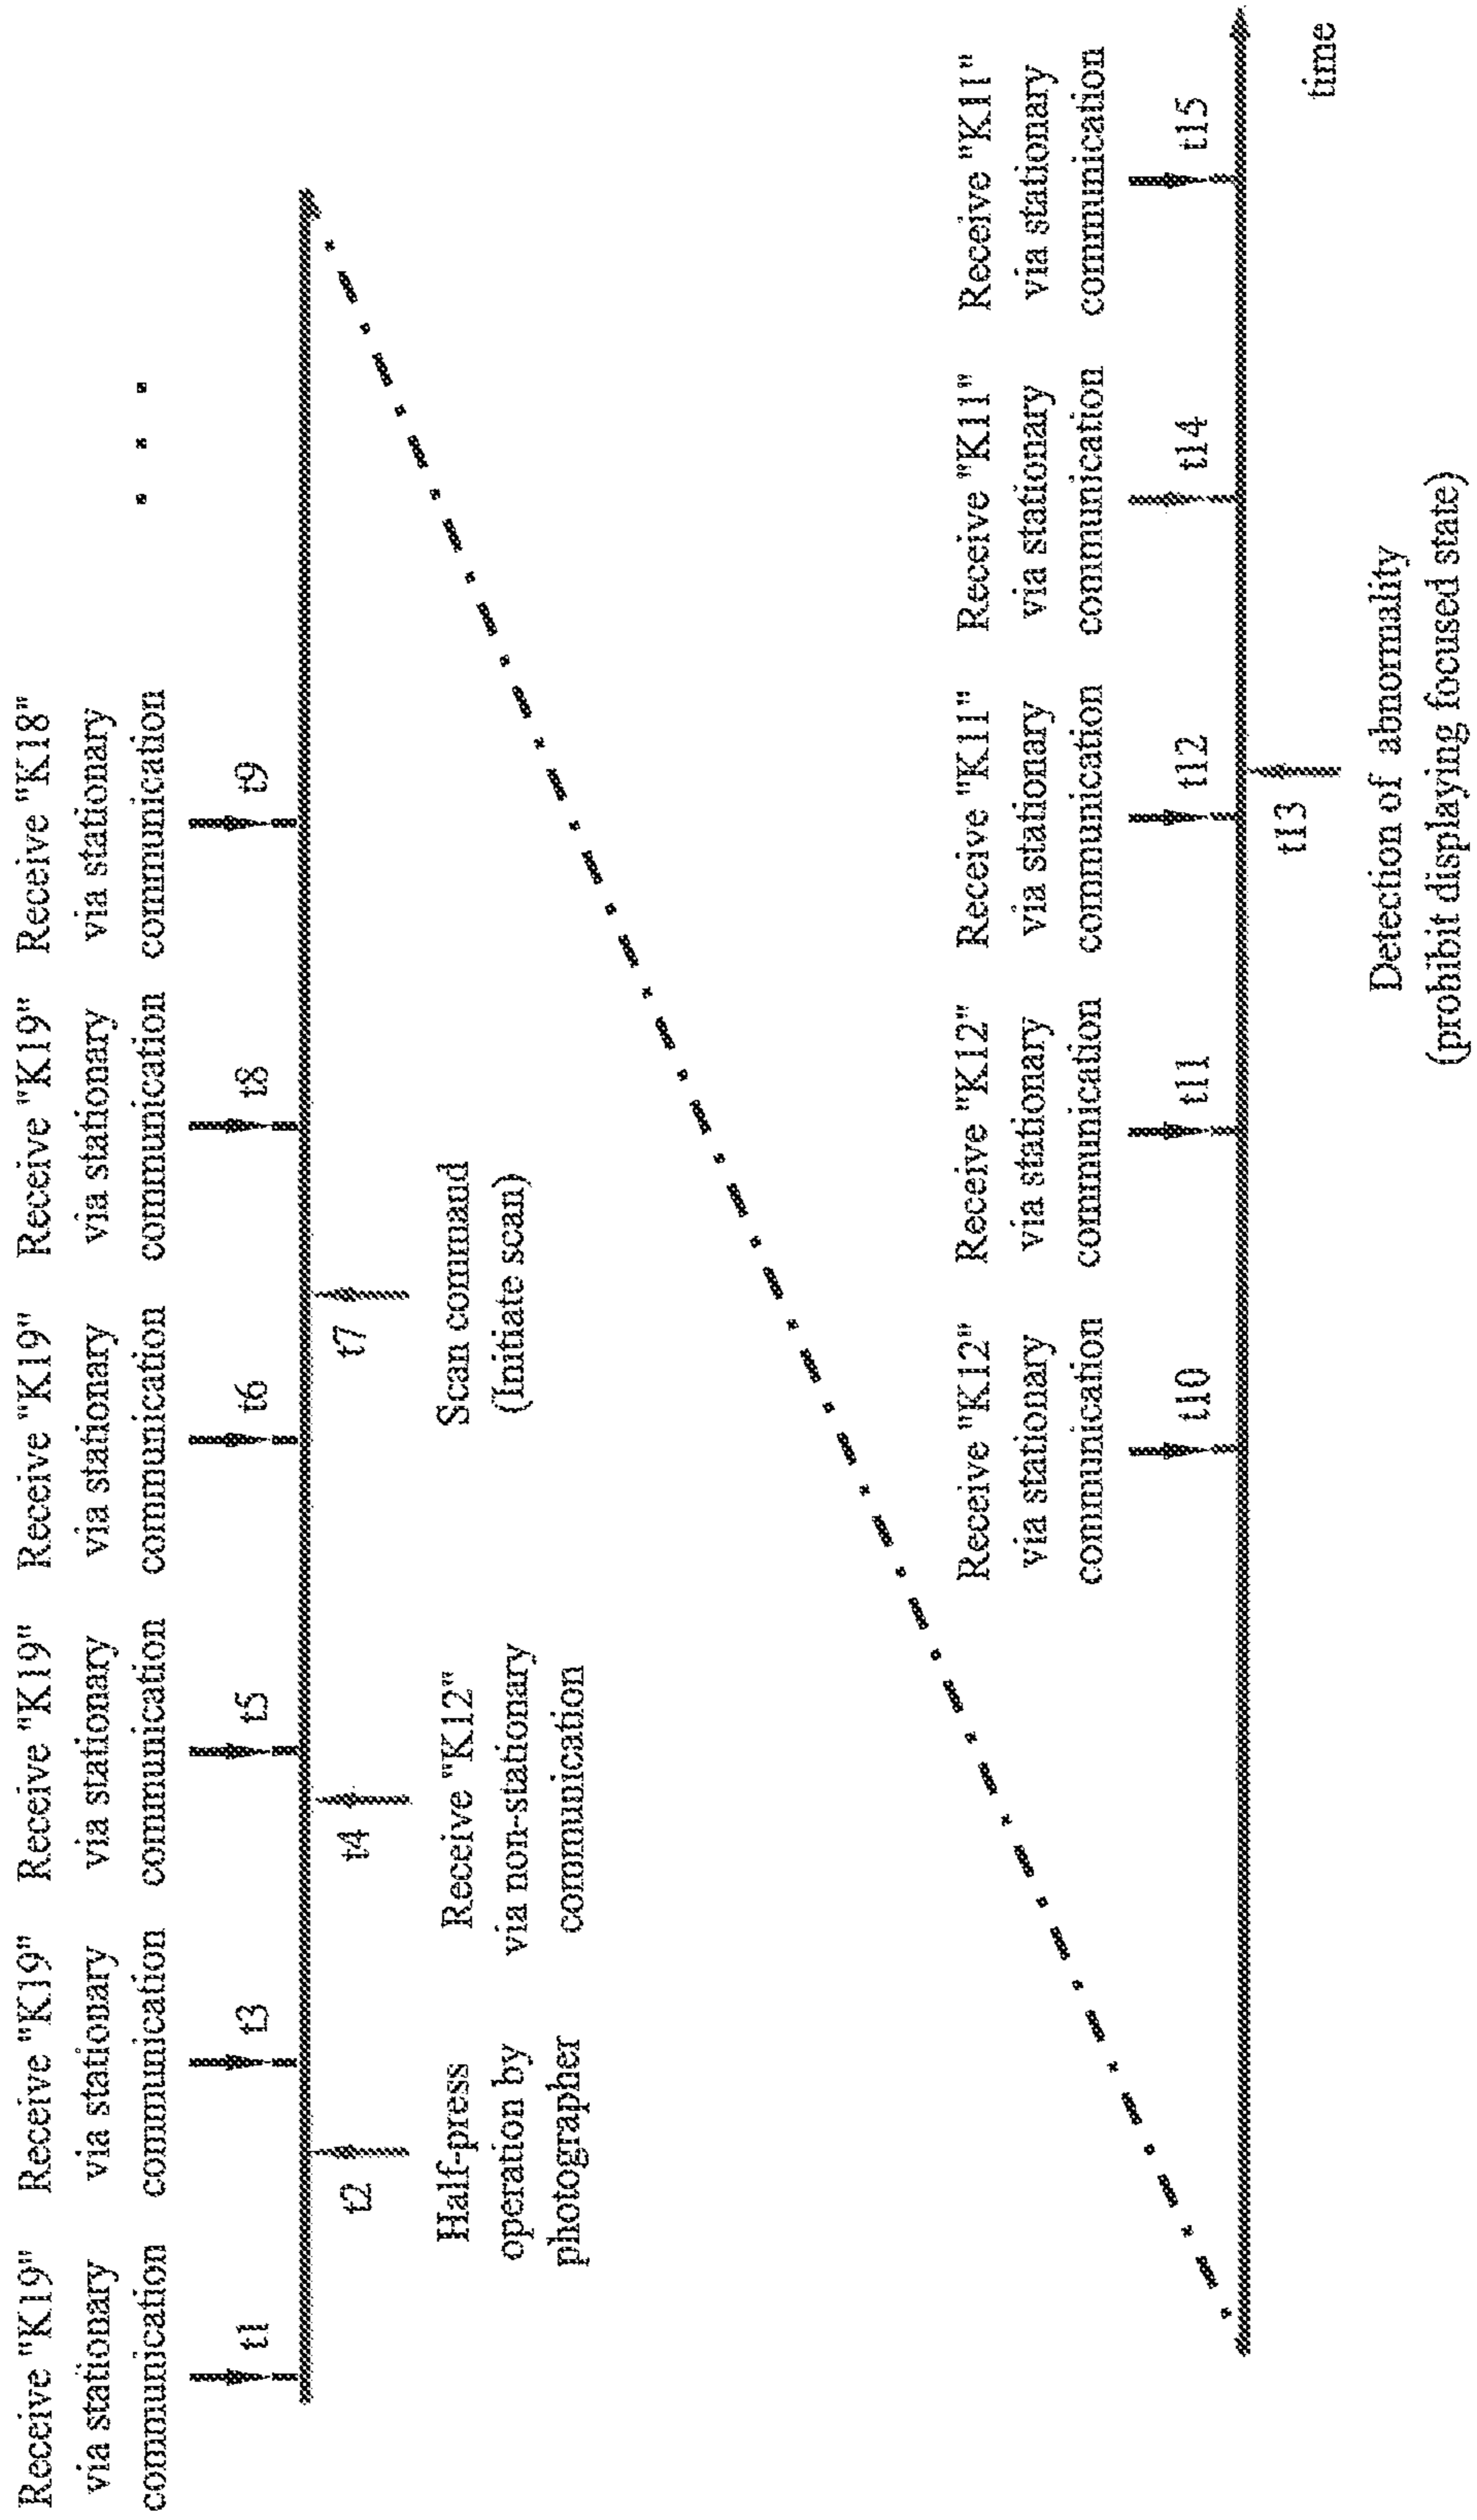 Receive "K19"
via stationary
communication
t1
Receive "K19"
via stationary
communication
t3
Receive "K19"
via stationary
communication
t5
Receive "K19"
via stationary
communication
t6
Receive "K19"
via stationary
communication
t8
Receive "K18"
via stationary
communication
t9
. . .
t2
Half-press
operation by
photographer
t4
Receive "K12"
via non-stationary
communication
t7
Scan command
(Initiate scan)
Receive "K12"
via stationary
communication
t10
Receive "K12"
via stationary
communication
t11
Receive "K11"
via stationary
communication
t12
Receive "K11"
via stationary
communication
t14
Receive "K11"
via stationary
communication
t15
t13
Detection of abnormality
(prohibit displaying focused state)
time